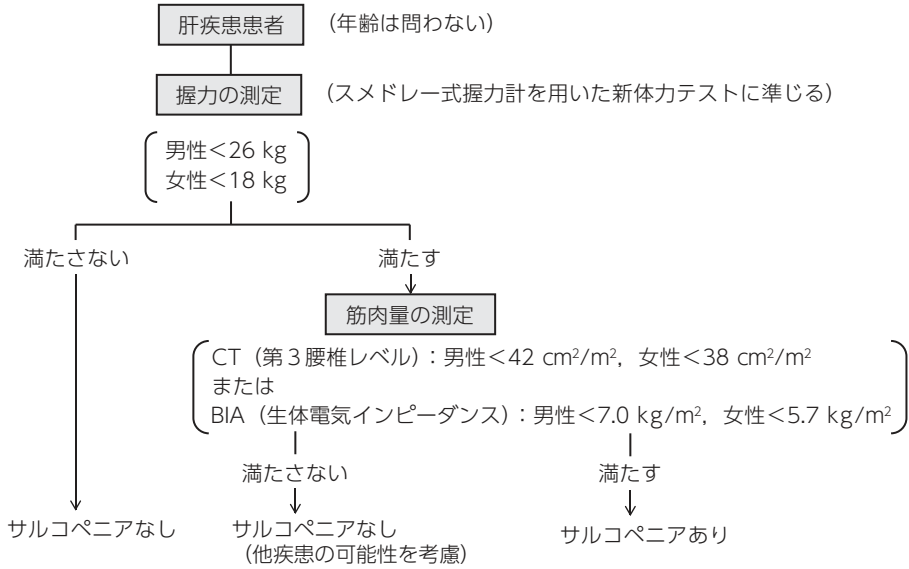 肝疾患患者 （年齢は問わない）
握力の測定 （スメドレー式握力計を用いた新体力テストに準じる）
男性＜26 kg
女性＜18 kg
満たさない 満たす
筋肉量の測定
CT（第3腰椎レベル）：男性＜42 cm²/m²，女性＜38 cm²/m²
または
BIA（生体電気インピーダンス）：男性＜7.0 kg/m²，女性＜5.7 kg/m²
満たさない 満たす
サルコペニアなし サルコペニアなし サルコペニアあり
（他疾患の可能性を考慮）